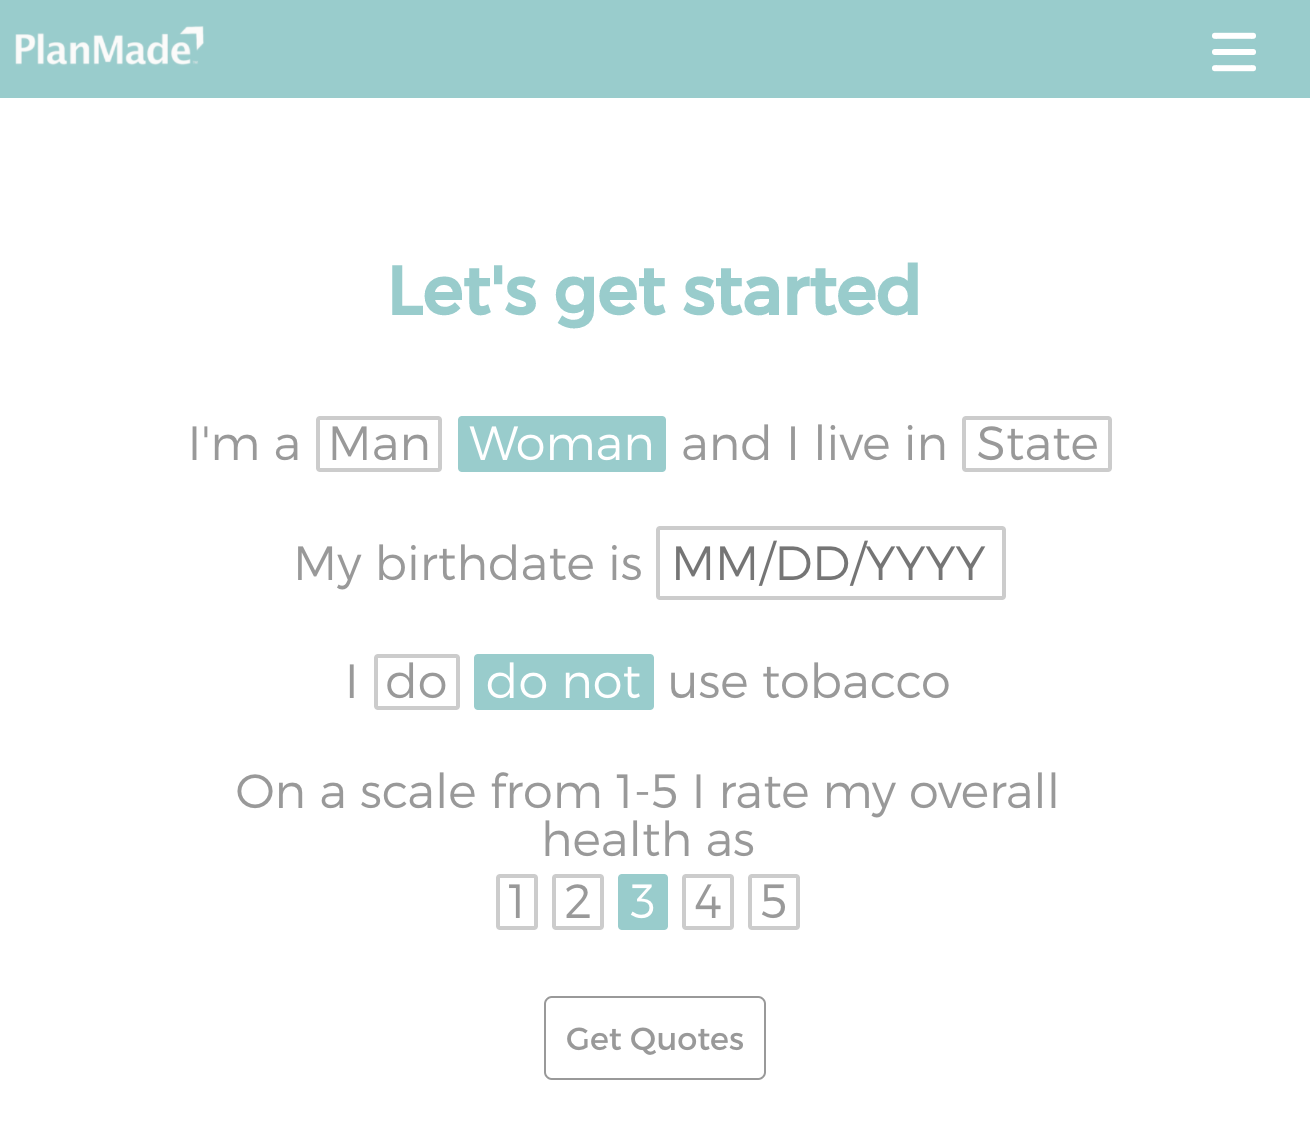 PlanMade
Let's get started
I'm a Man Woman and I live in State
My birthdate is MM/DD/YYYY
I do do not use tobacco
On a scale from 1-5 I rate my overall
health as
1 2 3 4 5
Get Quotes